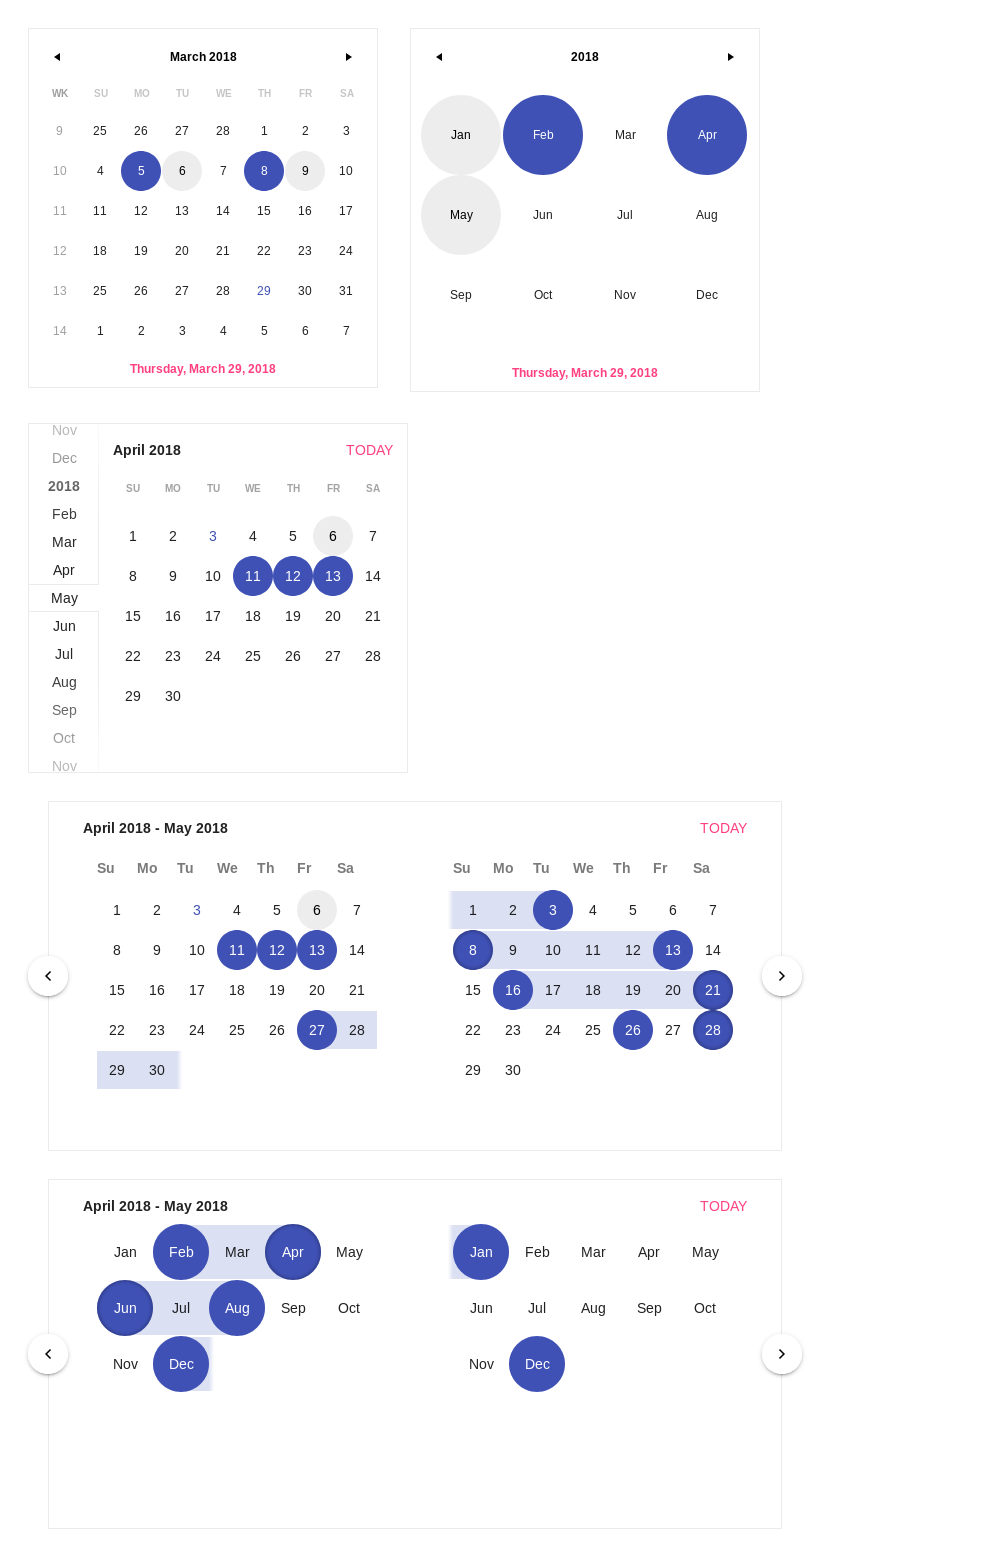 March 2018
WK SU MO TU WE TH FR SA
9 25 26 27 28 1 2 3
10 4 5 6 7 8 9 10
11 11 12 13 14 15 16 17
12 18 19 20 21 22 23 24
13 25 26 27 28 29 30 31
14 1 2 3 4 5 6 7
Thursday, March 29, 2018
2018
Jan Feb Mar Apr
May Jun Jul Aug
Sep Oct Nov Dec
Thursday, March 29, 2018
Nov
Dec
2018
Feb
Mar
Apr
May
Jun
Jul
Aug
Sep
Oct
Nov
April 2018 TODAY
SU MO TU WE TH FR SA
1 2 3 4 5 6 7
8 9 10 11 12 13 14
15 16 17 18 19 20 21
22 23 24 25 26 27 28
29 30
April 2018 - May 2018 TODAY
Su Mo Tu We Th Fr Sa
1 2 3 4 5 6 7
8 9 10 11 12 13 14
15 16 17 18 19 20 21
22 23 24 25 26 27 28
29 30
Su Mo Tu We Th Fr Sa
1 2 3 4 5 6 7
8 9 10 11 12 13 14
15 16 17 18 19 20 21
22 23 24 25 26 27 28
29 30
April 2018 - May 2018 TODAY
Jan Feb Mar Apr May
Jun Jul Aug Sep Oct
Nov Dec
Jan Feb Mar Apr May
Jun Jul Aug Sep Oct
Nov Dec